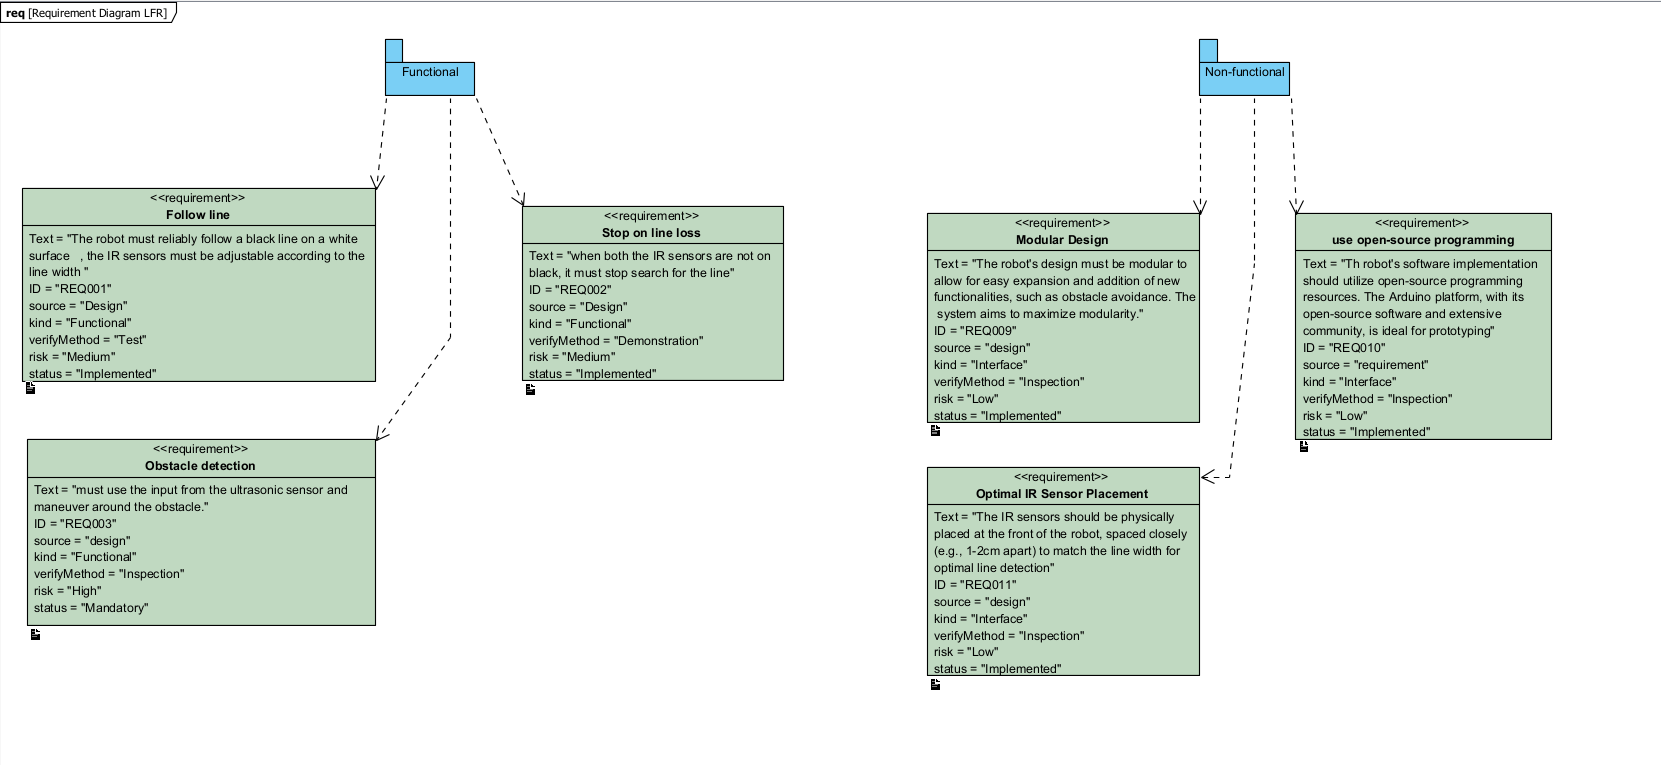 req [Requirement Diagram LFR]
Functional
Non-functional
<<requirement>>
Follow line
Text = "The robot must reliably follow a black line on a white
surface   , the IR sensors must be adjustable according to the
line width "
ID = "REQ001"
source = "Design"
kind = "Functional"
verifyMethod = "Test"
risk = "Medium"
status = "Implemented"
<<requirement>>
Stop on line loss
Text = "when both the IR sensors are not on
black, it must stop search for the line"
ID = "REQ002"
source = "Design"
kind = "Functional"
verifyMethod = "Demonstration"
risk = "Medium"
status = "Implemented"
<<requirement>>
Obstacle detection
Text = "must use the input from the ultrasonic sensor and
maneuver around the obstacle."
ID = "REQ003"
source = "design"
kind = "Functional"
verifyMethod = "Inspection"
risk = "High"
status = "Mandatory"
<<requirement>>
Modular Design
Text = "The robot's design must be modular to
allow for easy expansion and addition of new
functionalities, such as obstacle avoidance. The
system aims to maximize modularity."
ID = "REQ009"
source = "design"
kind = "Interface"
verifyMethod = "Inspection"
risk = "Low"
status = "Implemented"
<<requirement>>
use open-source programming
Text = "Th robot's software implementation
should utilize open-source programming
resources. The Arduino platform, with its
open-source software and extensive
community, is ideal for prototyping"
ID = "REQ010"
source = "requirement"
kind = "Interface"
verifyMethod = "Inspection"
risk = "Low"
status = "Implemented"
<<requirement>>
Optimal IR Sensor Placement
Text = "The IR sensors should be physically
placed at the front of the robot, spaced closely
(e.g., 1-2cm apart) to match the line width for
optimal line detection"
ID = "REQ011"
source = "design"
kind = "Interface"
verifyMethod = "Inspection"
risk = "Low"
status = "Implemented"